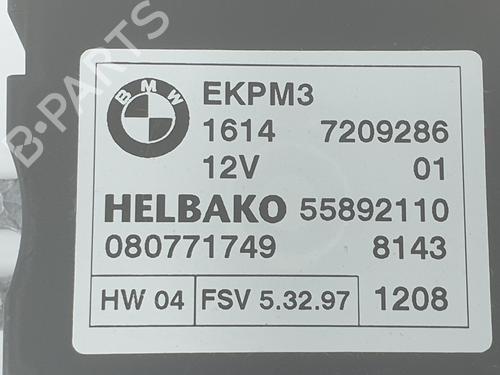 B-PARTS
BMW
EKPM3
1614 7209286
12V 01
HELBAKO 55892110
080771749 8143
HW 04 FSV 5.32.97 1208